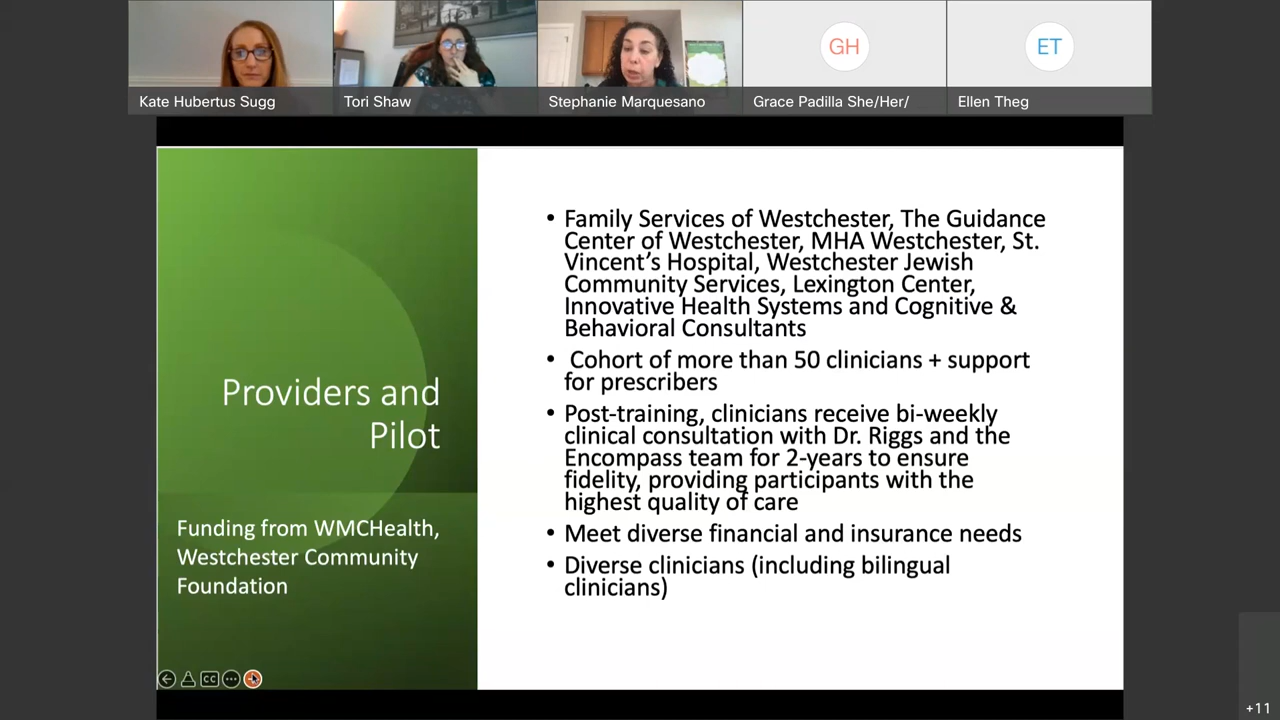 Kate Hubertus Sugg
Tori Shaw
Stephanie Marquesano
GH
Grace Padilla She/Her/
ET
Ellen Theg
Providers and
Pilot
Funding from WMCHealth,
Westchester Community
Foundation
• Family Services of Westchester, The Guidance
Center of Westchester, MHA Westchester, St.
Vincent’s Hospital, Westchester Jewish
Community Services, Lexington Center,
Innovative Health Systems and Cognitive &
Behavioral Consultants
• Cohort of more than 50 clinicians + support
for prescribers
• Post-training, clinicians receive bi-weekly
clinical consultation with Dr. Riggs and the
Encompass team for 2-years to ensure
fidelity, providing participants with the
highest quality of care
• Meet diverse financial and insurance needs
• Diverse clinicians (including bilingual
clinicians)
CC
+11